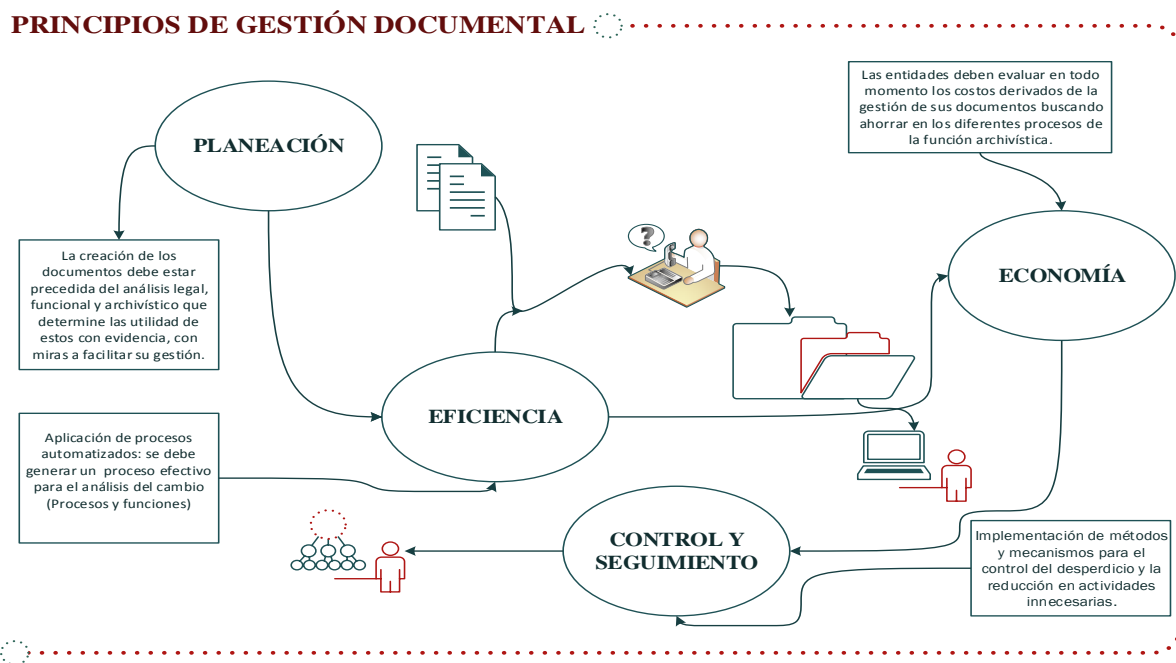 PRINCIPIOS DE GESTIÓN DOCUMENTAL
PLANEACIÓN
La creación de los
documentos debe estar
precedida del análisis legal,
funcional y archivístico que
determine las utilidad de
estos con evidencia, con
miras a facilitar su gestión.
?
Las entidades deben evaluar en todo
momento los costos derivados de la
gestión de sus documentos buscando
ahorrar en los diferentes procesos de
la función archivística.
ECONOMÍA
EFICIENCIA
Aplicación de procesos
automatizados: se debe
generar un proceso efectivo
para el análisis del cambio
(Procesos y funciones)
CONTROL Y
SEGUIMIENTO
Implementación de métodos
y mecanismos para el
control del desperdicio y la
reducción en actividades
innecesarias.